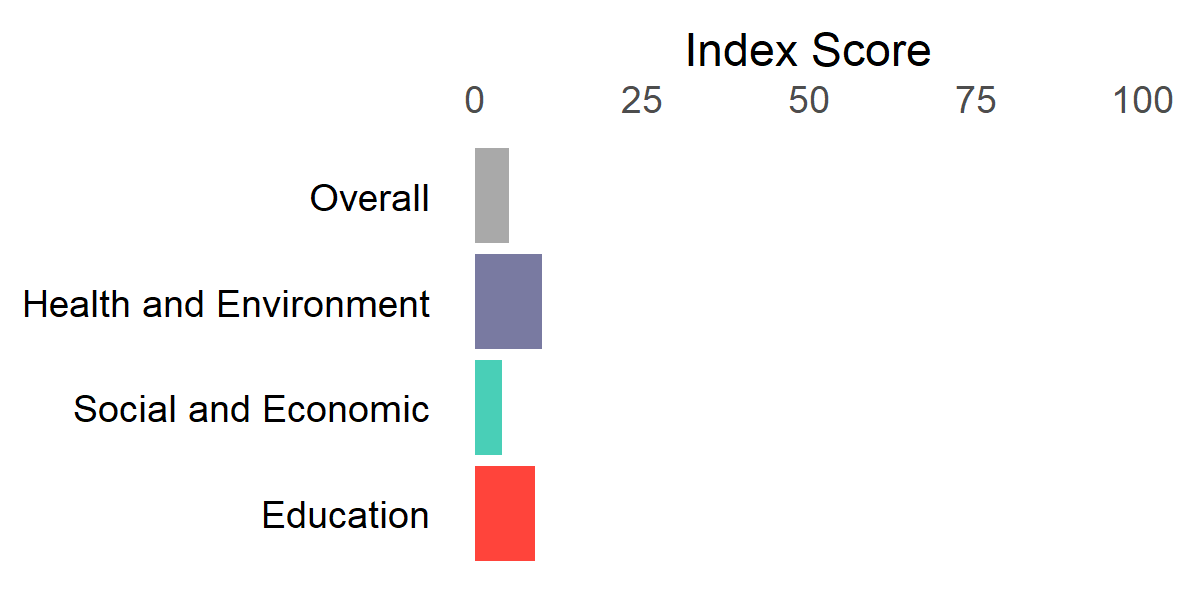 Index Score
0 25 50 75 100
Overall
Health and Environment
Social and Economic
Education